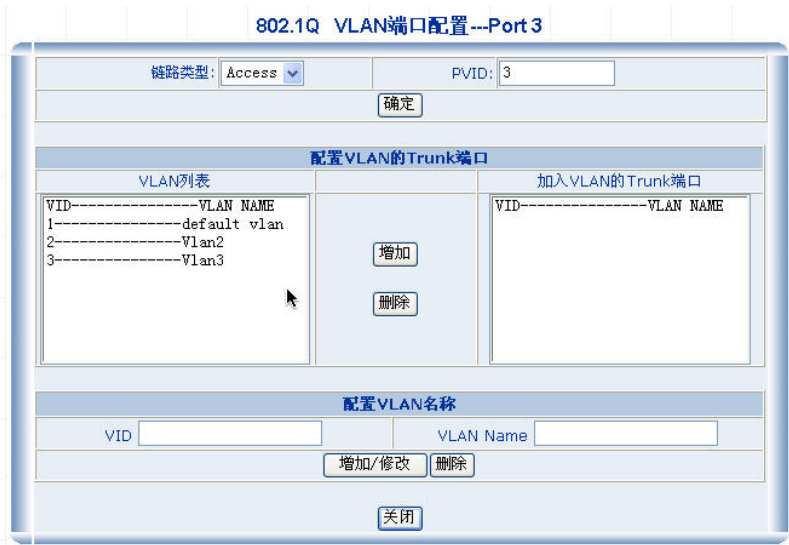 802.1Q VLAN端口配置---Port 3
链路类型: Access PVID: 3
确定
配置VLAN的Trunk端口
VLAN列表 加入VLAN的Trunk端口
VID---------------VLAN NAME VID---------------VLAN NAME
1---------------default vlan
2---------------Vlan2
3---------------Vlan3
增加
删除
配置VLAN名称
VID VLAN Name
增加/修改 删除
关闭